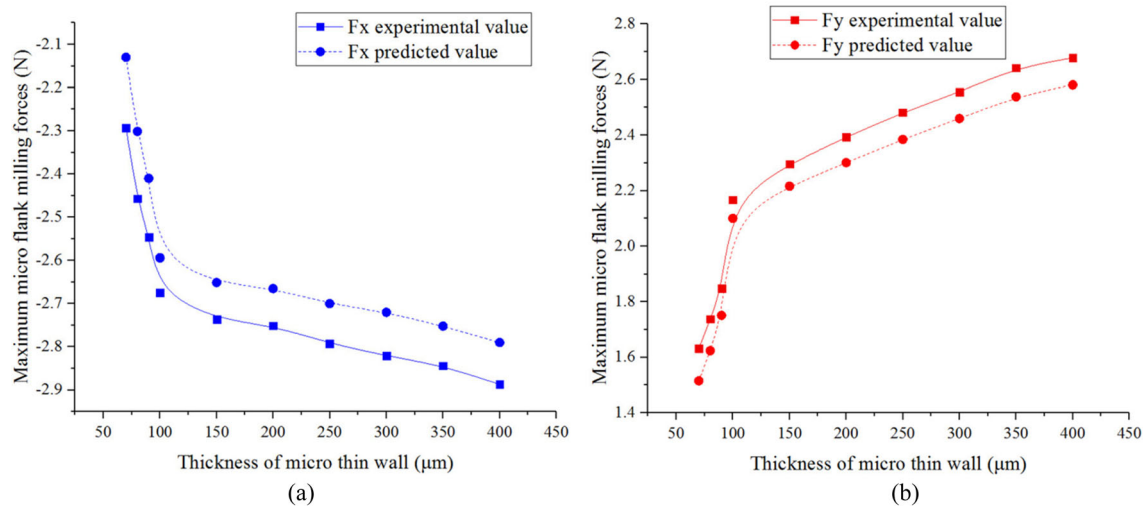 Fx experimental value
Fx predicted value
Maximum micro flank milling forces (N)
-2.1
-2.2
-2.3
-2.4
-2.5
-2.6
-2.7
-2.8
-2.9
50 100 150 200 250 300 350 400 450
Thickness of micro thin wall (μm)
(a)
Fy experimental value
Fy predicted value
Maximum micro flank milling forces (N)
2.8
2.6
2.4
2.2
2.0
1.8
1.6
1.4
50 100 150 200 250 300 350 400 450
Thickness of micro thin wall (μm)
(b)